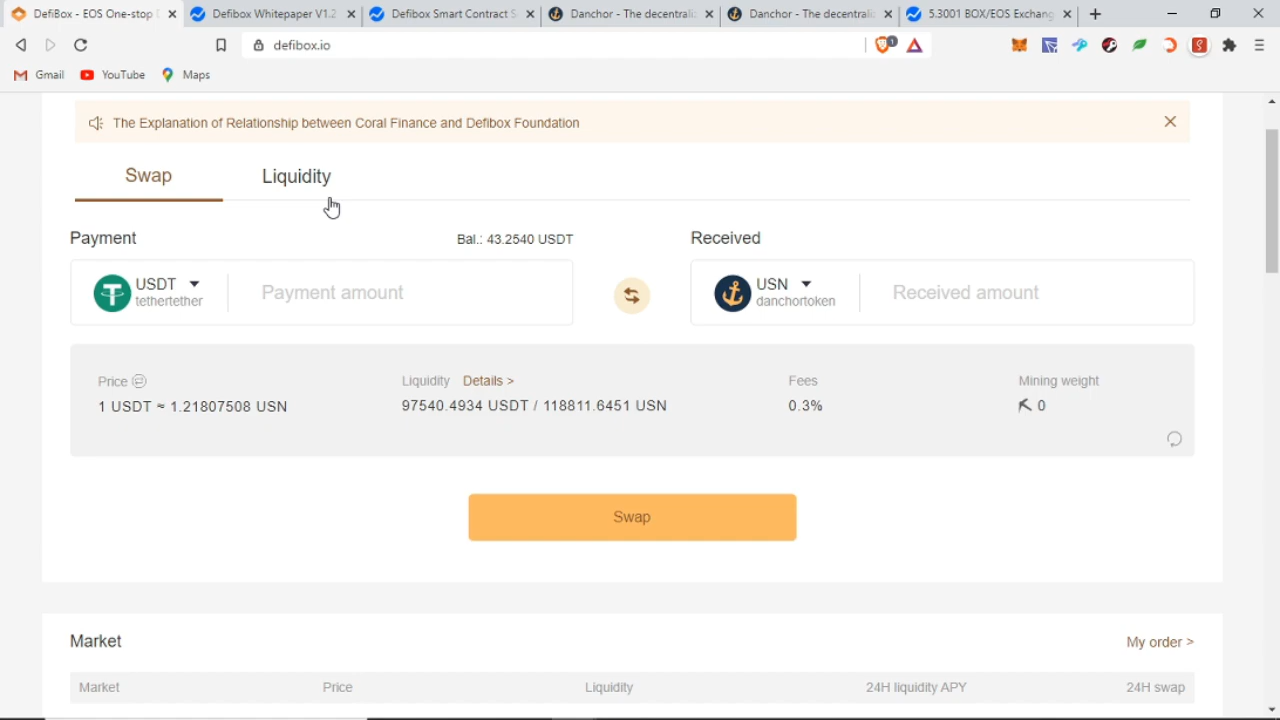 DefiBox - EOS One-stop
Defibox Whitepaper V1.2
Defibox Smart Contract S
Danchor - The decentraliz
Danchor - The decentraliz
5.3001 BOX/EOS Exchang
defibox.io
1
Gmail
YouTube
Maps
The Explanation of Relationship between Coral Finance and Defibox Foundation
Swap
Liquidity
Payment
Bal.: 43.2540 USDT
Received
USDT
tethertether
Payment amount
USN
danchortoken
Received amount
Price
Liquidity Details >
Fees
Mining weight
1 USDT ≈ 1.21807508 USN
97540.4934 USDT / 118811.6451 USN
0.3%
0
Swap
Market
My order >
Market
Price
Liquidity
24H liquidity APY
24H swap